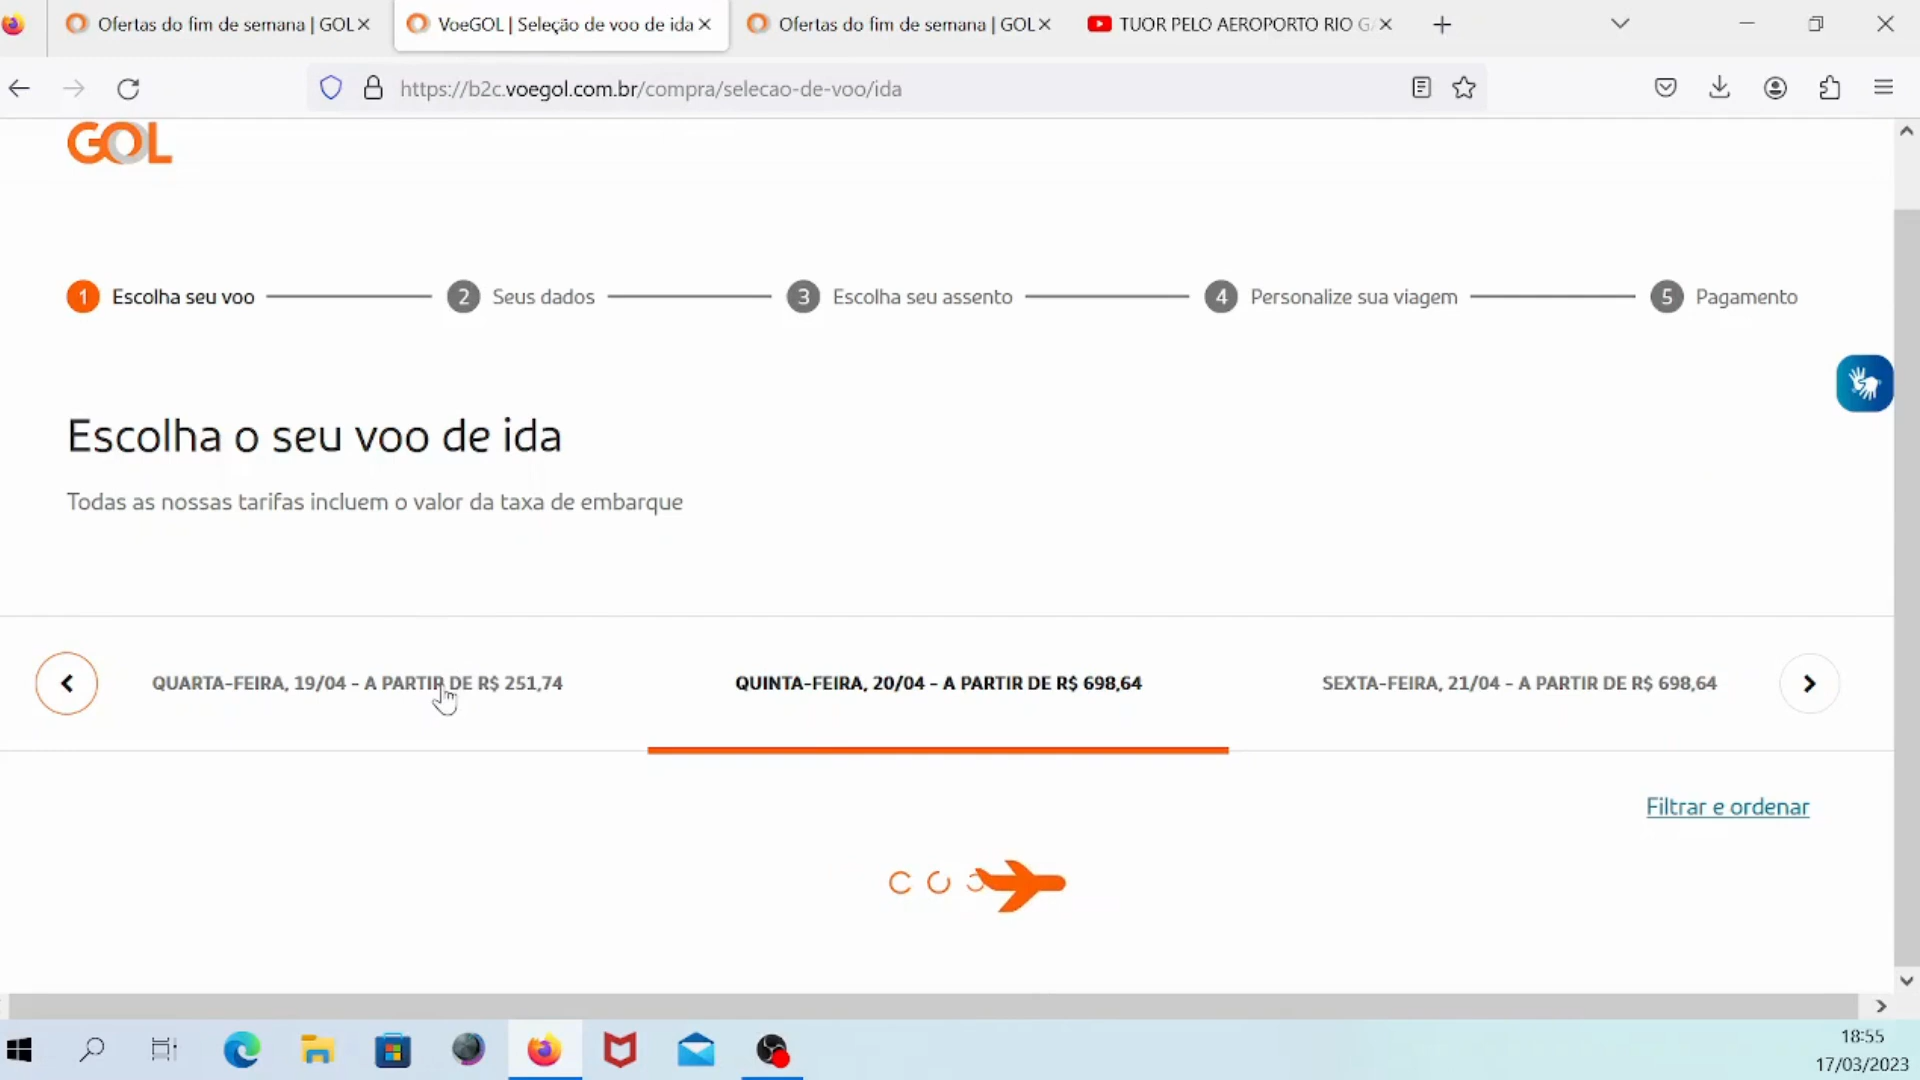 Ofertas do fim de semana | GOL
VoeGOL | Seleção de voo de ida
Ofertas do fim de semana | GOL
TUOR PELO AEROPORTO RIO G
https://b2c.voegol.com.br/compra/selecao-de-voo/ida
GOL
1 Escolha seu voo
2 Seus dados
3 Escolha seu assento
4 Personalize sua viagem
5 Pagamento
Escolha o seu voo de ida
Todas as nossas tarifas incluem o valor da taxa de embarque
QUARTA-FEIRA, 19/04 - A PARTIR DE R$ 251,74
QUINTA-FEIRA, 20/04 - A PARTIR DE R$ 698,64
SEXTA-FEIRA, 21/04 - A PARTIR DE R$ 698,64
Filtrar e ordenar
18:55
17/03/2023